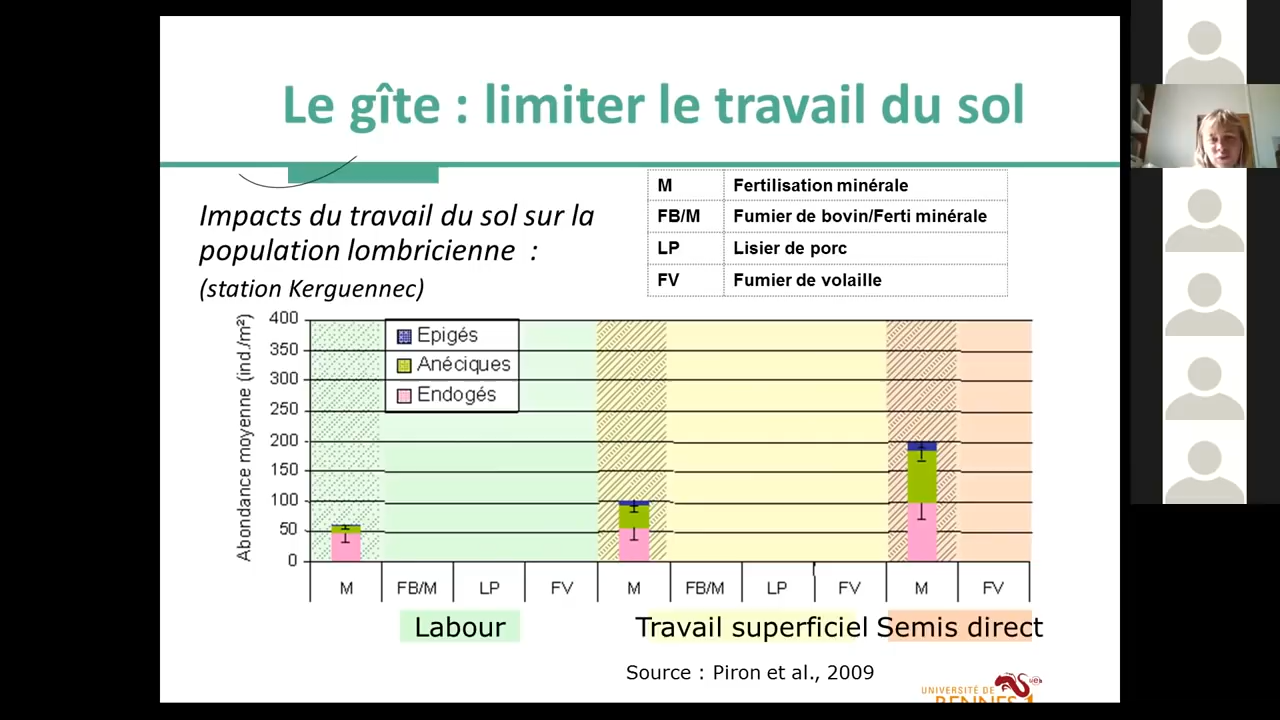 Le gîte : limiter le travail du sol
Impacts du travail du sol sur la
population lombricienne :
(station Kerguennec)
M Fertilisation minérale
FB/M Fumier de bovin/Ferti minérale
LP Lisier de porc
FV Fumier de volaille
Abondance moyenne (ind./m²)
400
350
300
250
200
150
100
50
0
Epigés
Anéciques
Endogés
M FB/M LP FV M FB/M LP FV M FV
Labour Travail superficiel Semis direct
Source : Piron et al., 2009
UNIVERSITÉ DE
RENNES 1